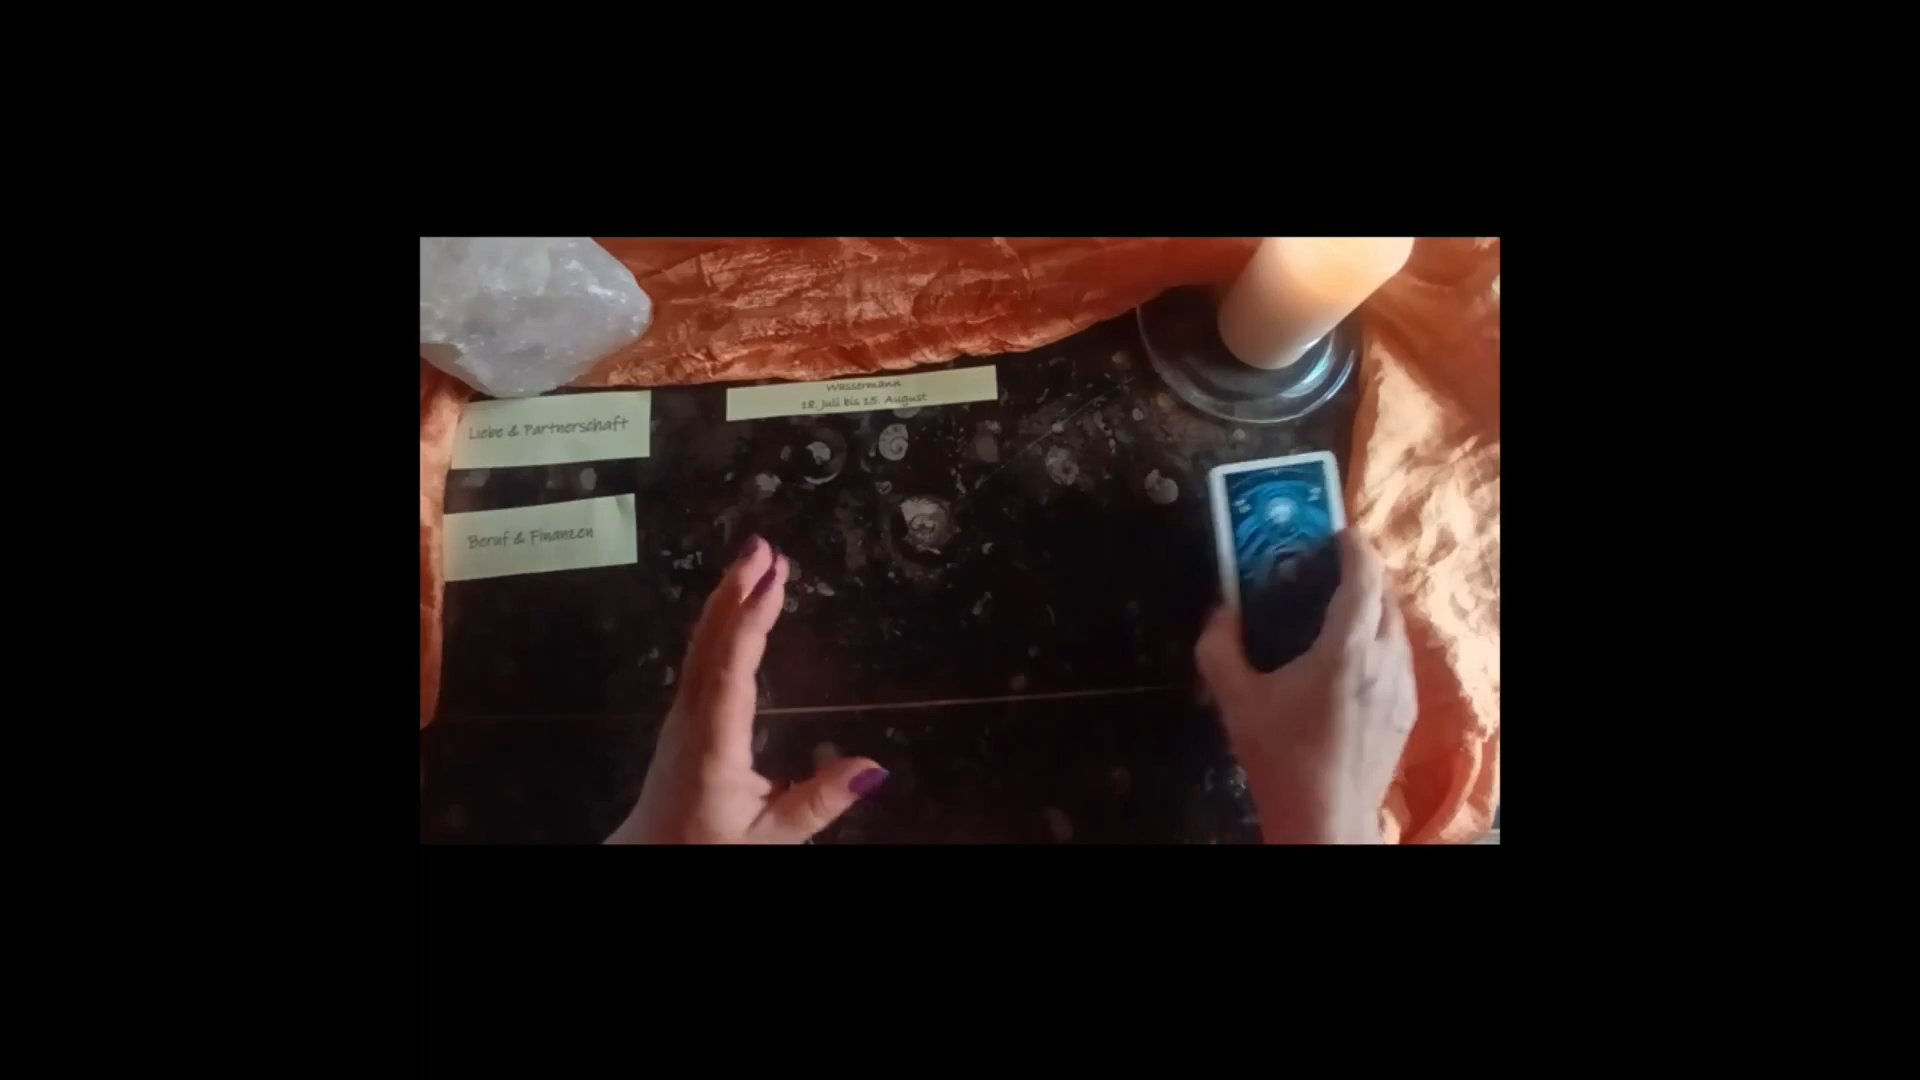 Wassermann
18. Juli bis 15. August
Liebe & Partnerschaft
Beruf & Finanzen